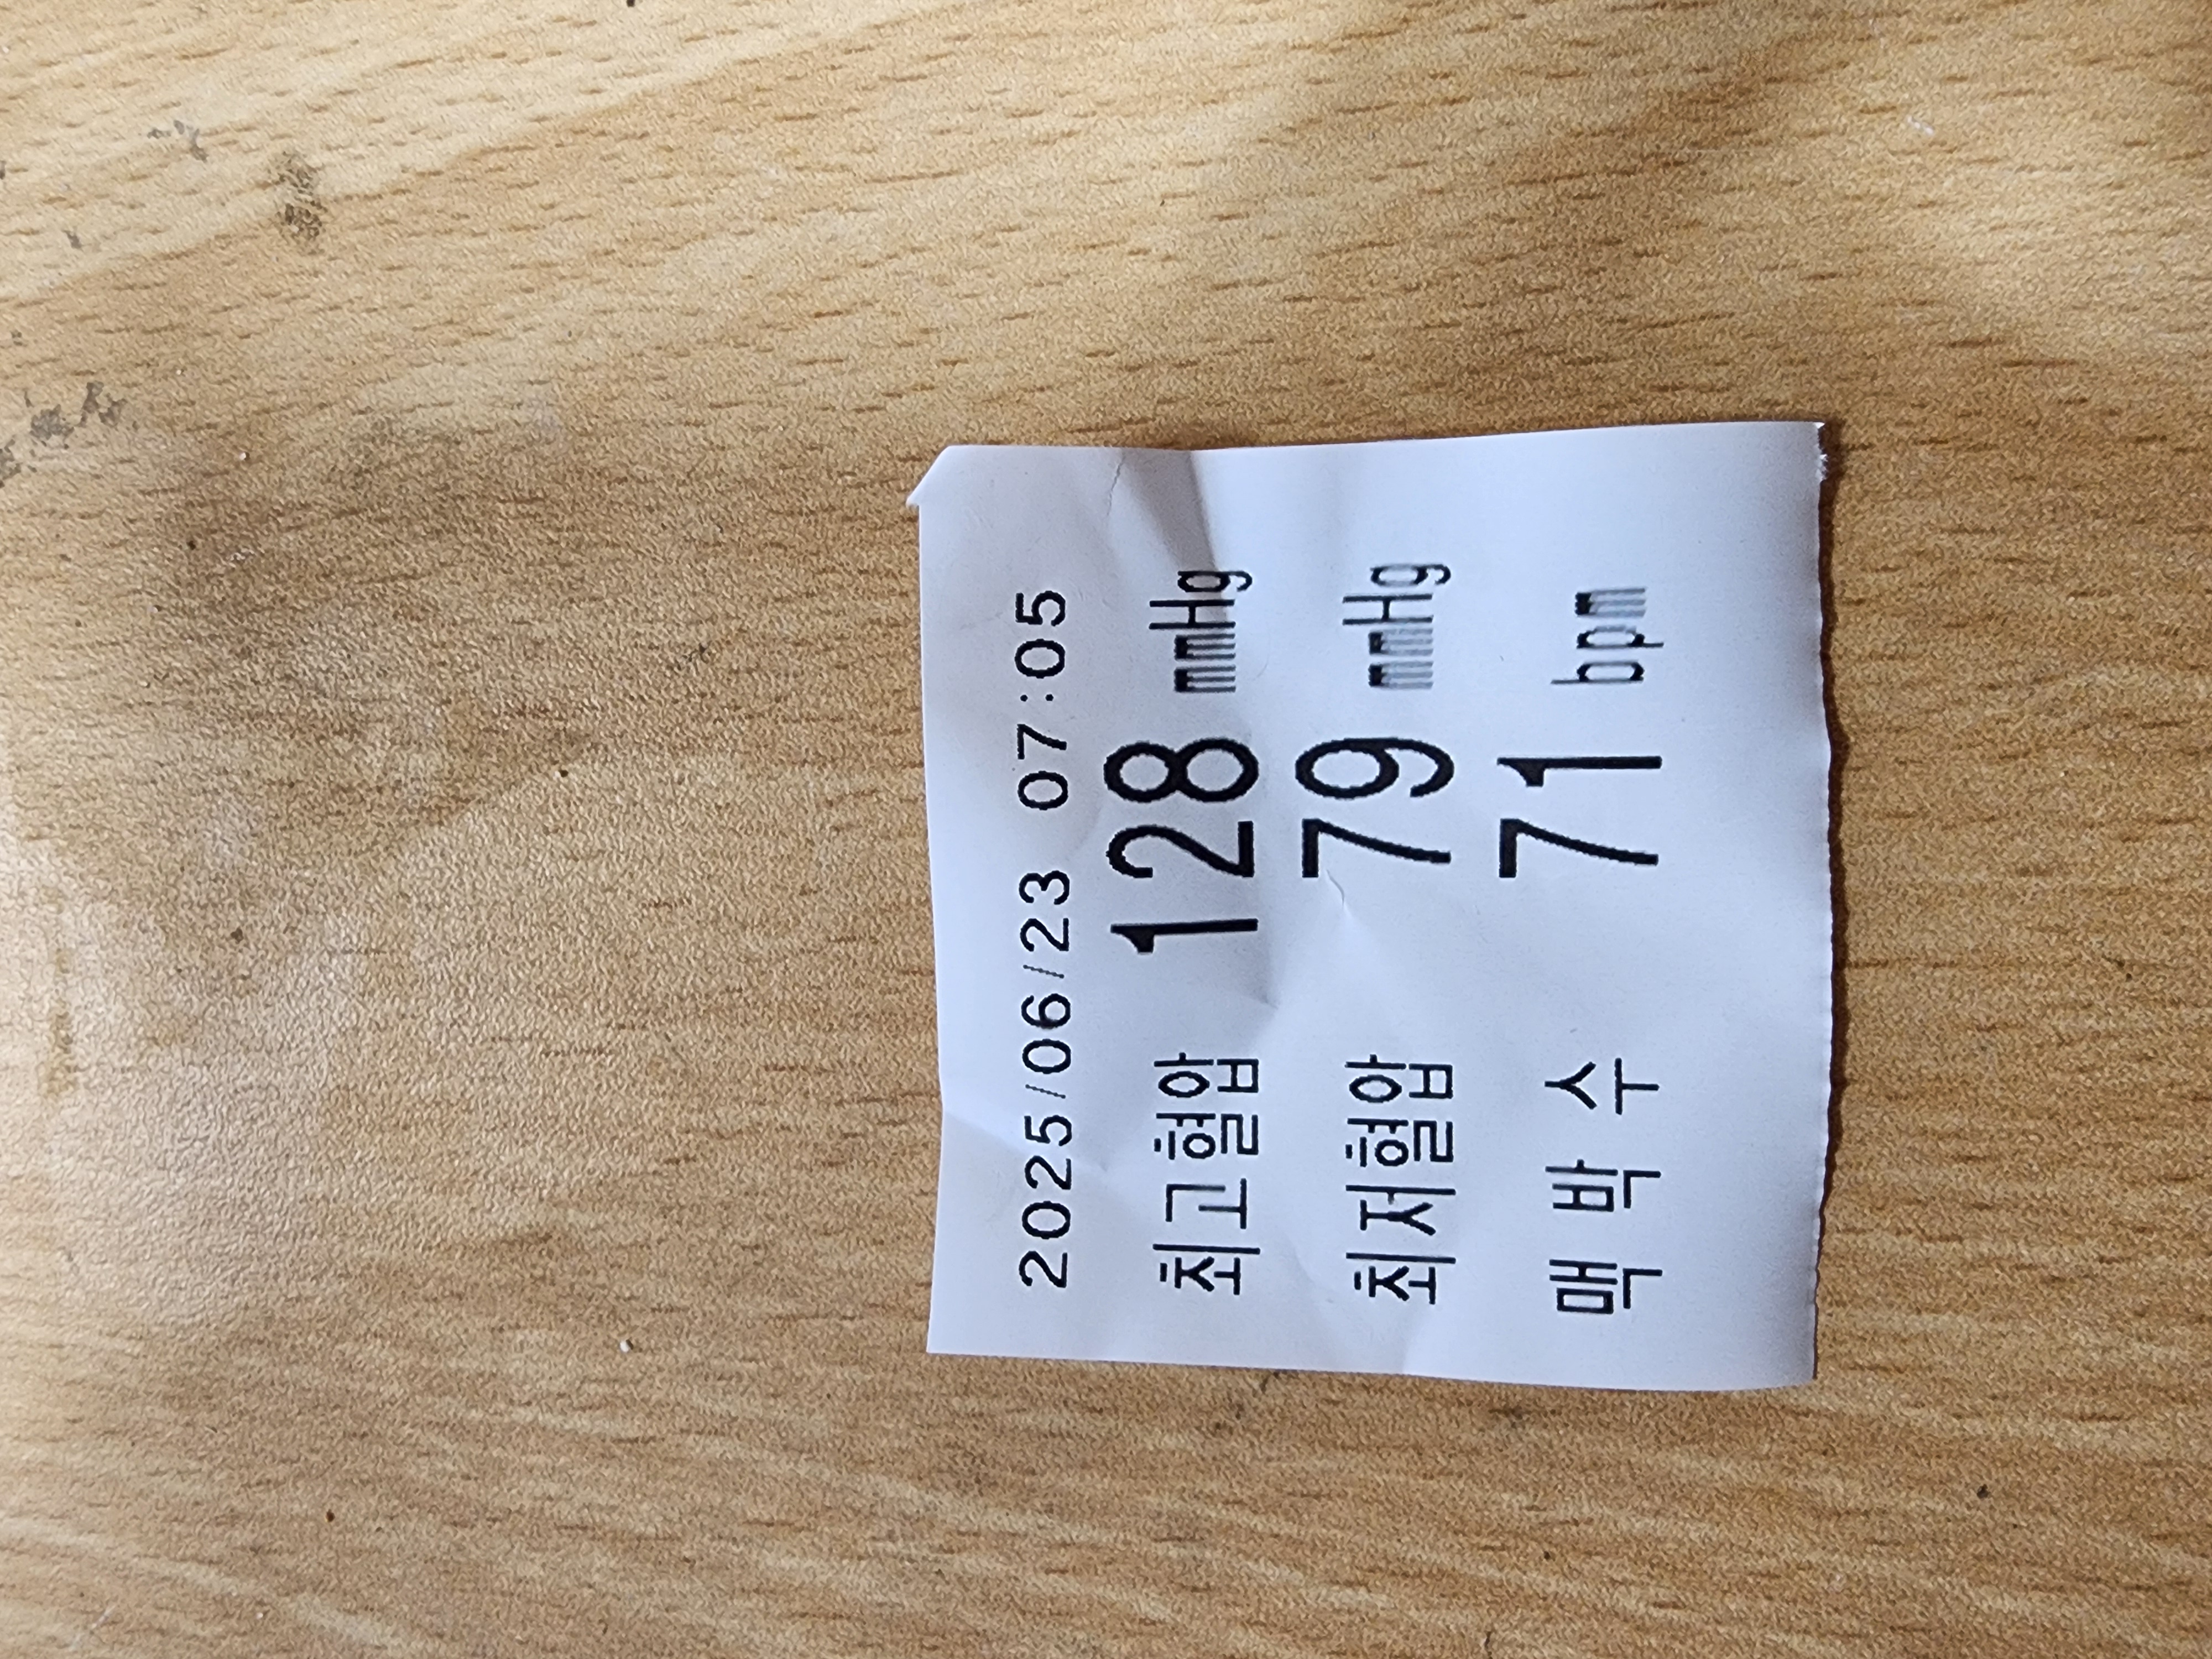 2025/06/23 07:05
최고혈압 128 mmHg
최저혈압 79 mmHg
맥 박 수 71 bpm